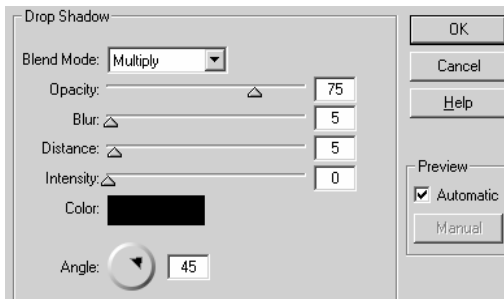 Drop Shadow
OK
Blend Mode: Multiply
Cancel
Opacity: 75
Help
Blur: 5
Distance: 5
Intensity: 0
Preview
Automatic
Color:
Manual
Angle: 45